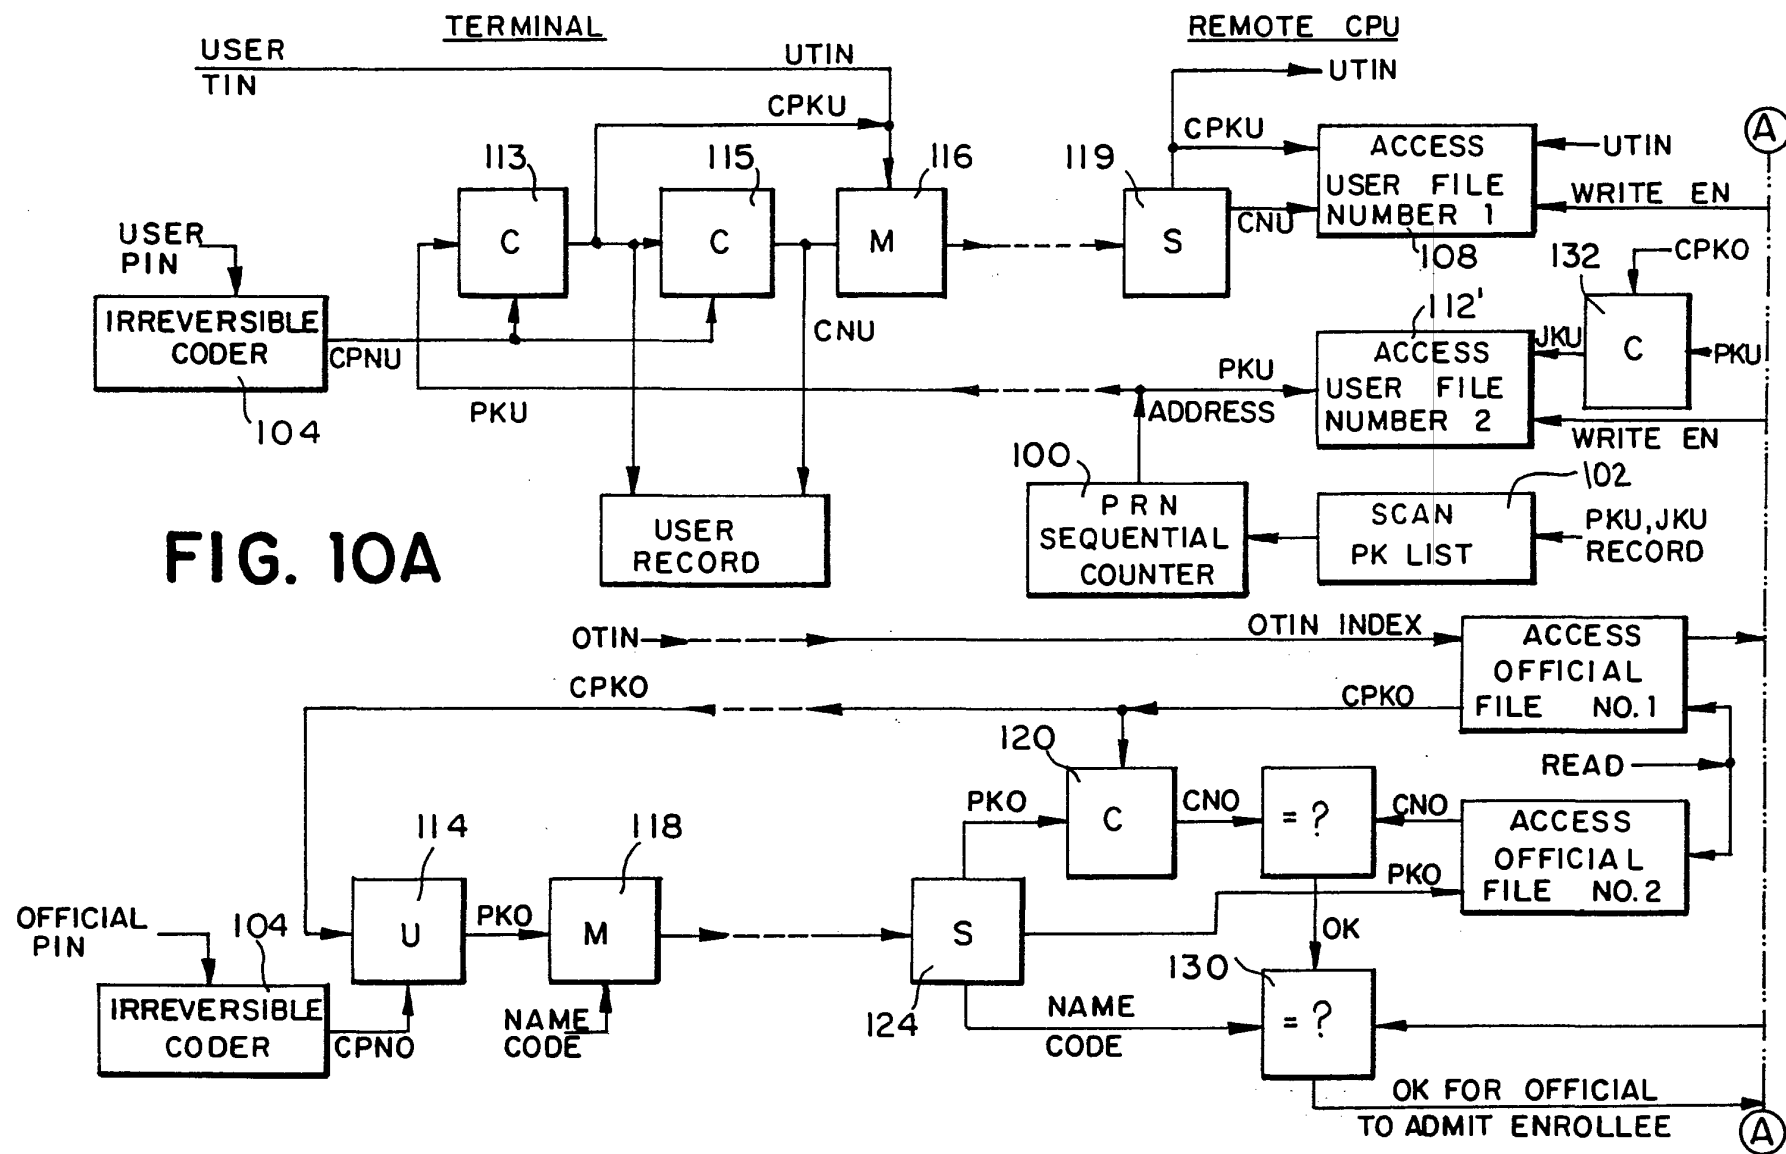 TERMINAL
REMOTE CPU
USER
TIN
UTIN
UTIN
CPKU
CPKU
A
113
115
116
119
ACCESS
USER FILE
NUMBER 1
UTIN
WRITE EN
C
C
M
S
CNU
108
USER
PIN
132
CPKO
IRREVERSIBLE
CODER
CPNU
CNU
112'
ACCESS
USER FILE
NUMBER 2
JKU
C
PKU
PKU
PKU
ADDRESS
104
WRITE EN
100
102
PRN
SEQUENTIAL
COUNTER
SCAN
PK LIST
PKU, JKU
RECORD
USER
RECORD
FIG. 10A
OTIN
OTIN INDEX
ACCESS
OFFICIAL
FILE NO.1
CPKO
CPKO
120
READ
PKO
C
CNO
= ?
CNO
ACCESS
OFFICIAL
FILE NO.2
114
118
PKO
OFFICIAL
PIN
104
U
PKO
M
S
OK
130
IRREVERSIBLE
CODER
CPNO
NAME
CODE
124
NAME
CODE
= ?
OK FOR OFFICIAL
TO ADMIT ENROLLEE
A